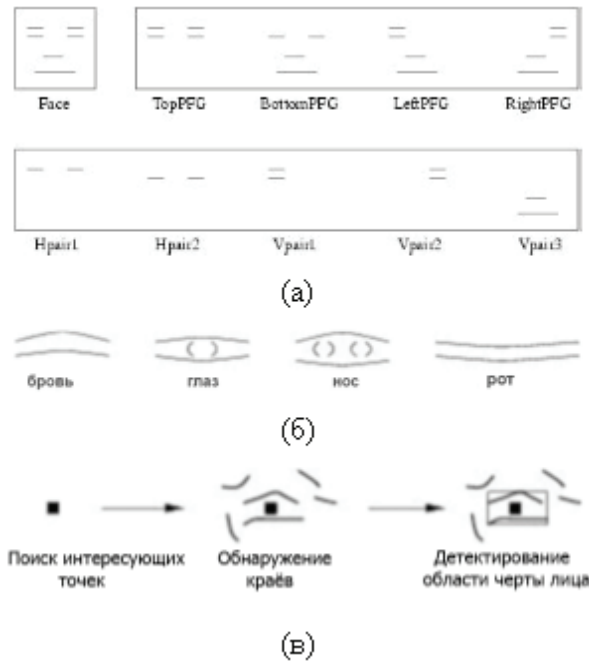 Face TopPFG BottomPFG LeftPFG RightPFG
Hpair1 Hpair2 Vpair1 Vpair2 Vpair3
(а)
бровь глаз нос рот
(б)
Поиск интересующих Обнаружение Детектирование
точек краёв области черты лица
(в)